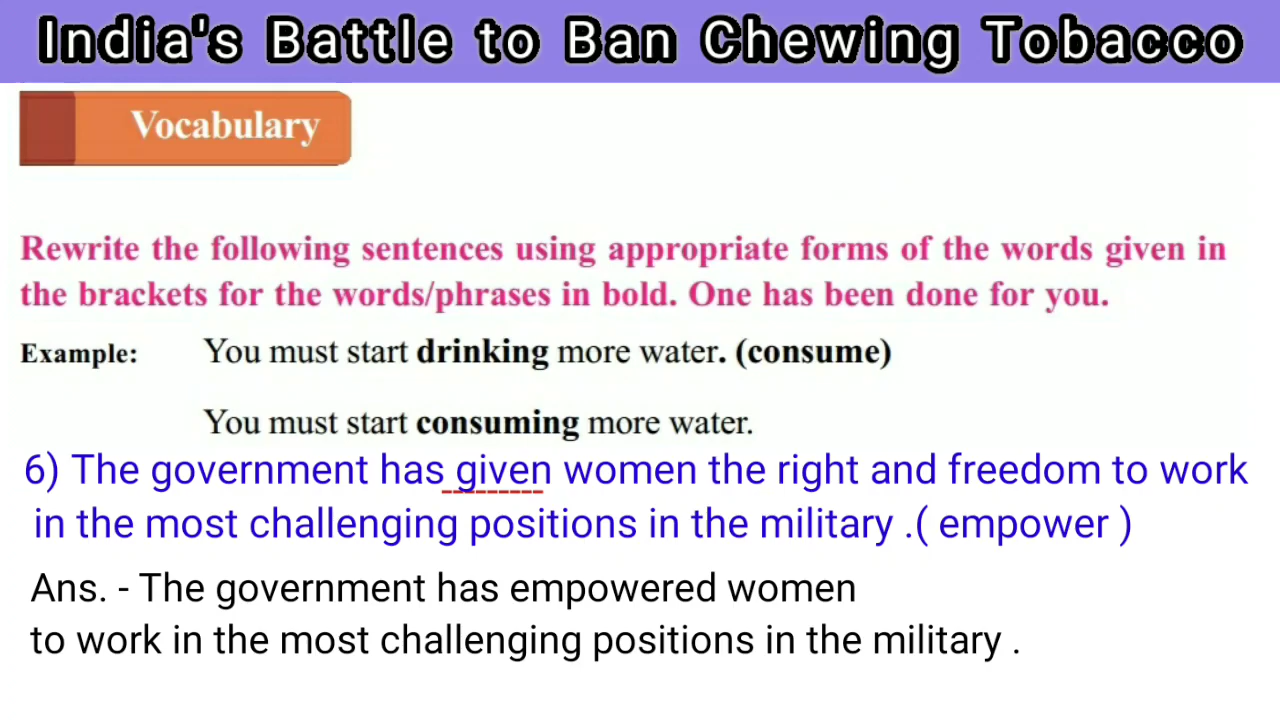 India's Battle to Ban Chewing Tobacco
Vocabulary
Rewrite the following sentences using appropriate forms of the words given in
the brackets for the words/phrases in bold. One has been done for you.
Example: You must start drinking more water. (consume)
You must start consuming more water.
6) The government has given women the right and freedom to work
in the most challenging positions in the military .( empower )
Ans. - The government has empowered women
to work in the most challenging positions in the military .